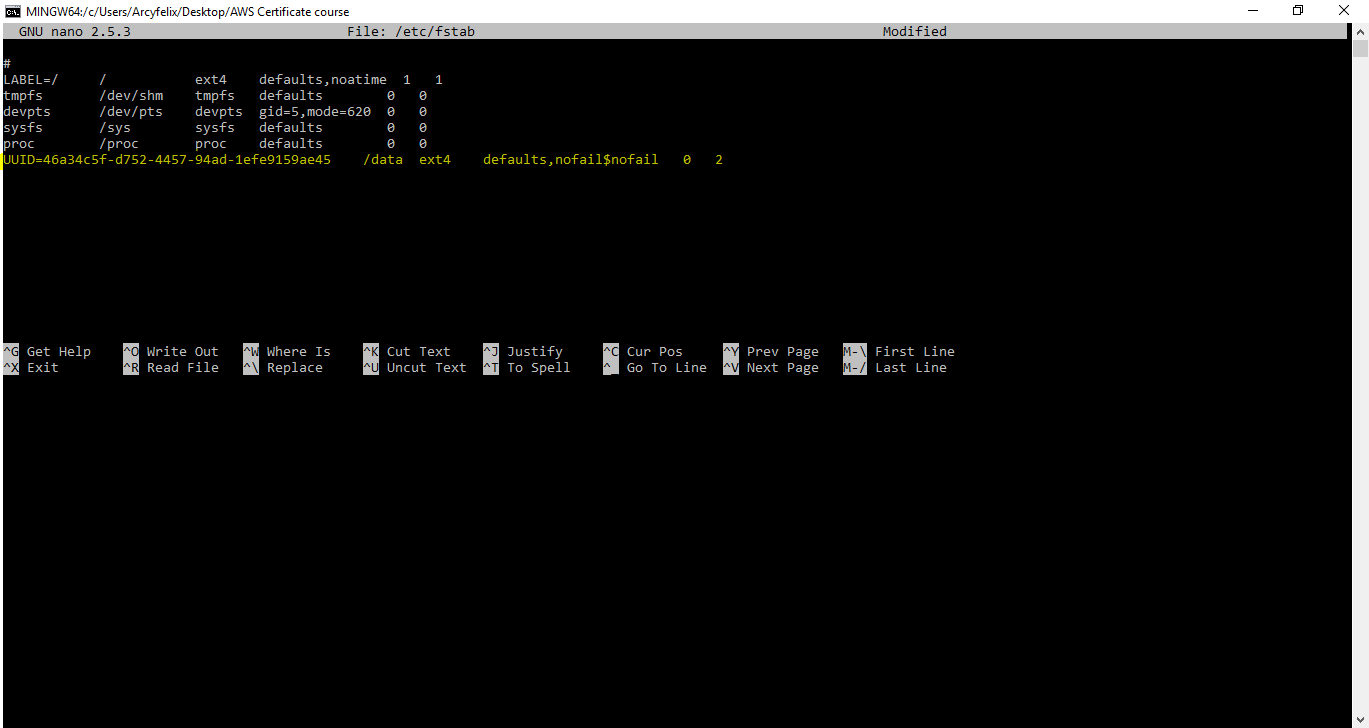 MINGW64:/c/Users/Arcyfelix/Desktop/AWS Certificate course
GNU nano 2.5.3 File: /etc/fstab Modified
#
LABEL=/ / ext4 defaults,noatime 1 1
tmpfs /dev/shm tmpfs defaults 0 0
devpts /dev/pts devpts gid=5,mode=620 0 0
sysfs /sys sysfs defaults 0 0
proc /proc proc defaults 0 0
UUID=46a34c5f-d752-4457-94ad-1efe9159ae45 /data ext4 defaults,nofail$nofail 0 2
^G Get Help ^O Write Out ^W Where Is ^K Cut Text ^J Justify ^C Cur Pos ^Y Prev Page M-\ First Line
^X Exit ^R Read File ^\ Replace ^U Uncut Text ^T To Spell ^_ Go To Line ^V Next Page M-/ Last Line